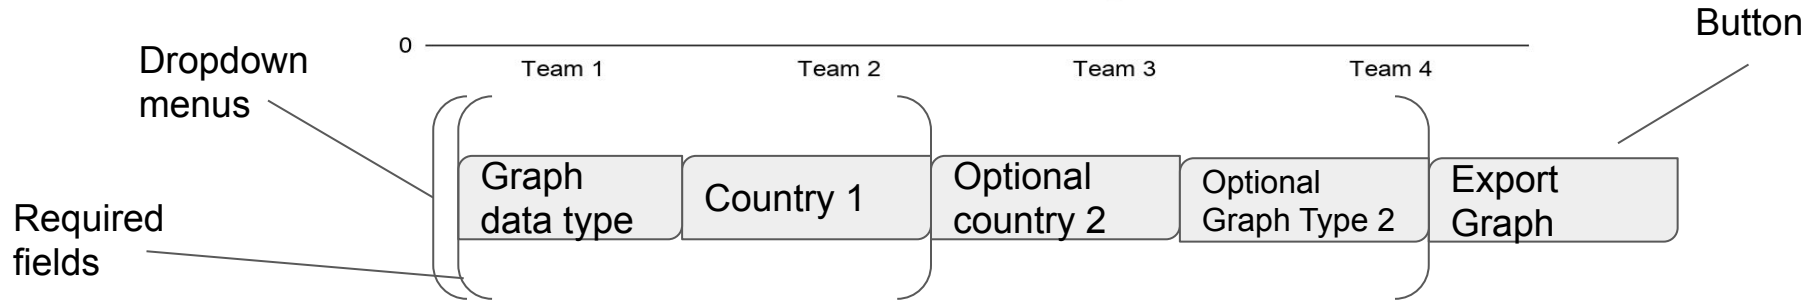 Button
0
Dropdown
menus
Team 1
Team 2
Team 3
Team 4
Graph
data type
Country 1
Optional
country 2
Optional
Graph Type 2
Export
Graph
Required
fields